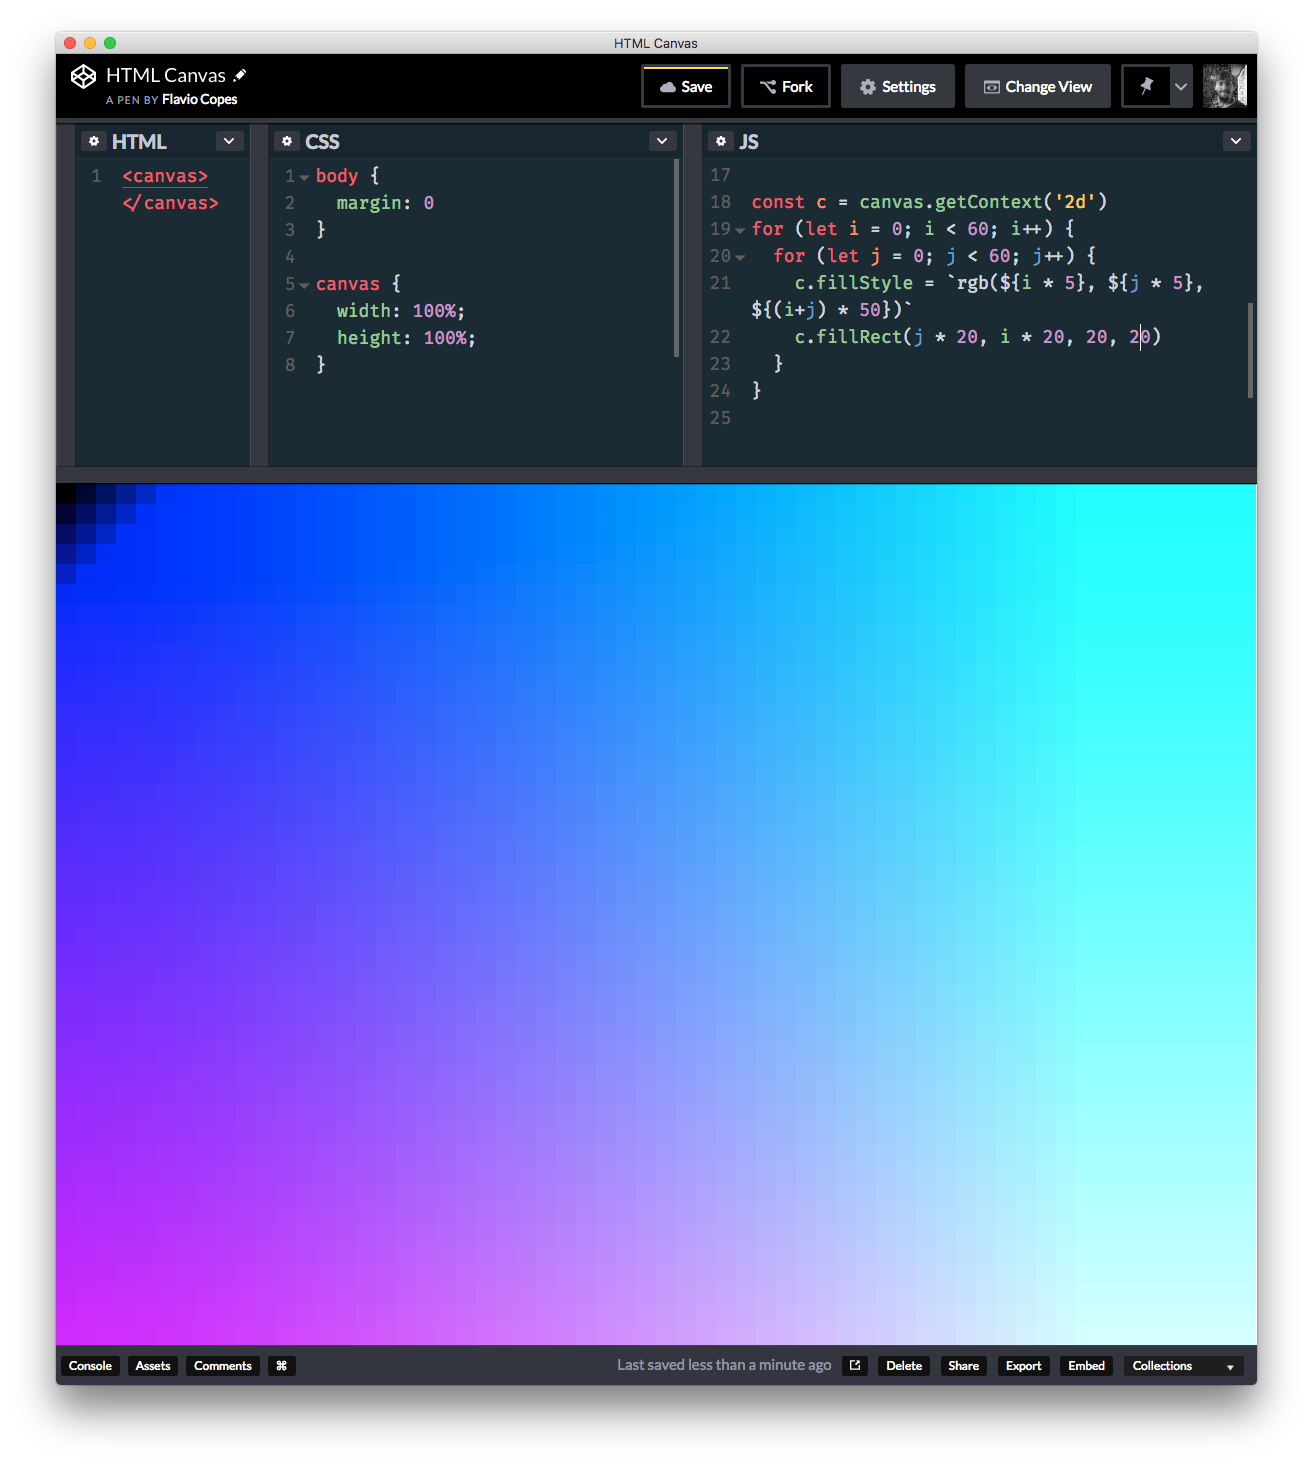 HTML Canvas
HTML Canvas
A PEN BY Flavio Copes
Save
Fork
Settings
Change View
HTML
1 <canvas>
</canvas>
CSS
1 body {
2   margin: 0
3 }
4
5 canvas {
6   width: 100%;
7   height: 100%;
8 }
JS
17
18 const c = canvas.getContext('2d')
19 for (let i = 0; i < 60; i++) {
20   for (let j = 0; j < 60; j++) {
21     c.fillStyle = `rgb(${i * 5}, ${j * 5},
${(i+j) * 50})`
22     c.fillRect(j * 20, i * 20, 20, 20)
23   }
24 }
25
Console
Assets
Comments
⌘
Last saved less than a minute ago
Delete
Share
Export
Embed
Collections